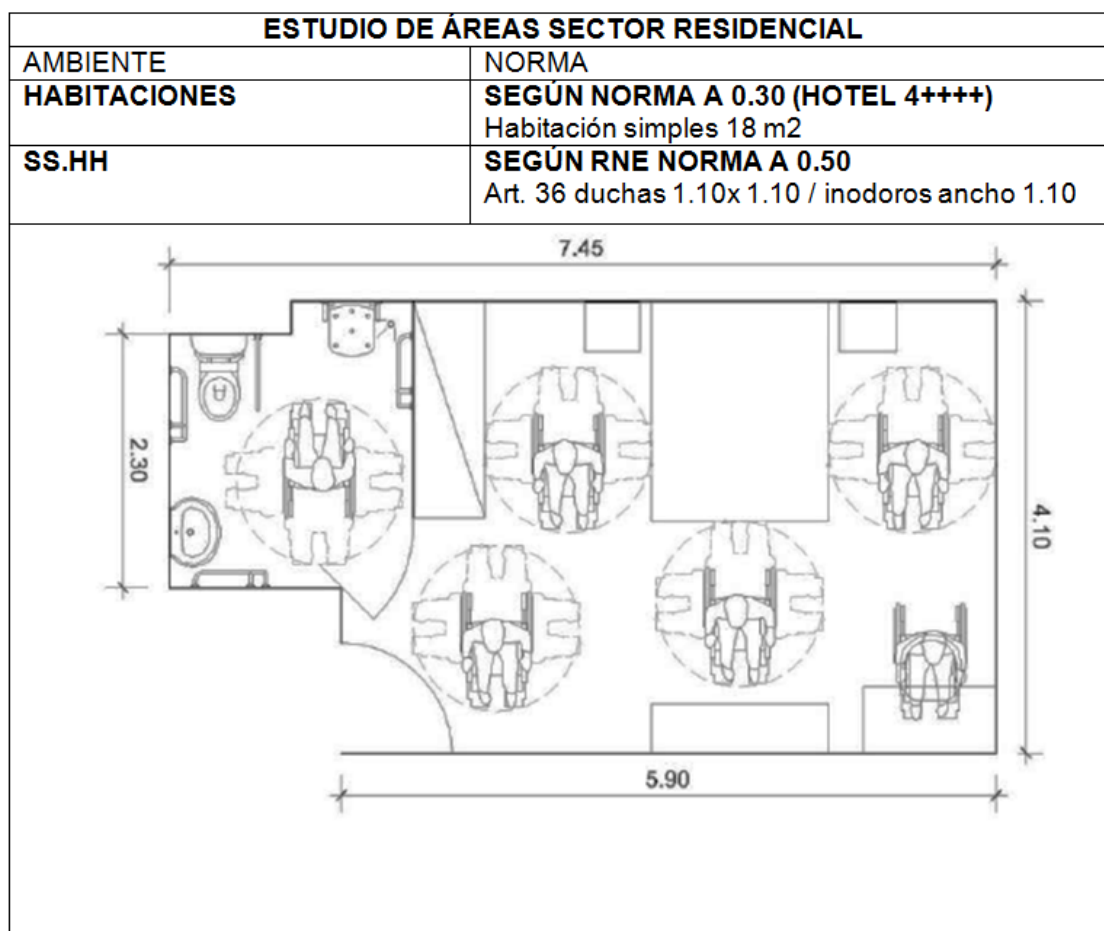 ESTUDIO DE ÁREAS SECTOR RESIDENCIAL
AMBIENTE
NORMA
HABITACIONES
SEGÚN NORMA A 0.30 (HOTEL 4++++)
Habitación simples 18 m2
SS.HH
SEGÚN RNE NORMA A 0.50
Art. 36 duchas 1.10x 1.10 / inodoros ancho 1.10
7.45
2.30
4.10
5.90